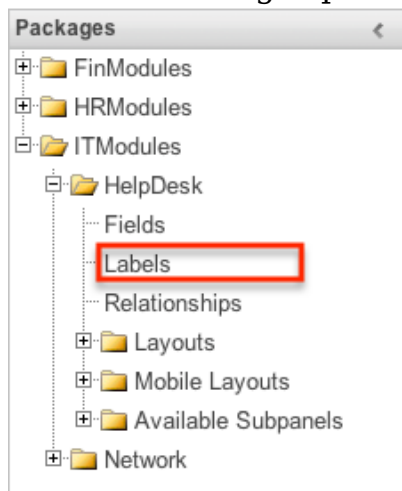 Packages
FinModules
HRModules
ITModules
HelpDesk
Fields
Labels
Relationships
Layouts
Mobile Layouts
Available Subpanels
Network